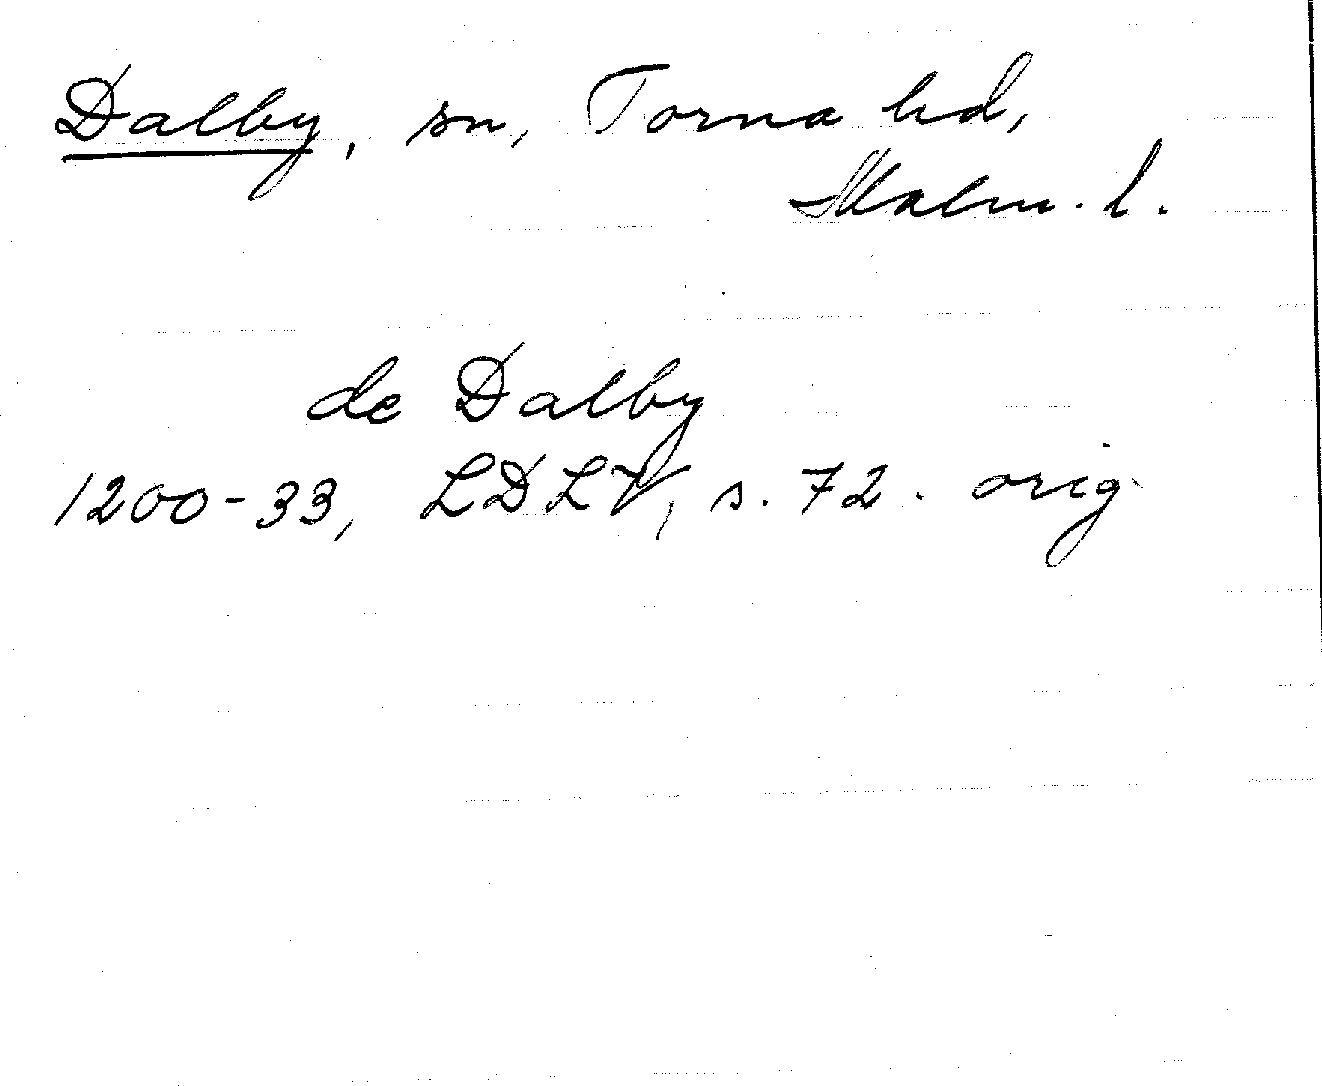 Dalby, sn, Torna hd,
Malm. l.
de Dalby
1200-33, LDLV, s. 72. orig.